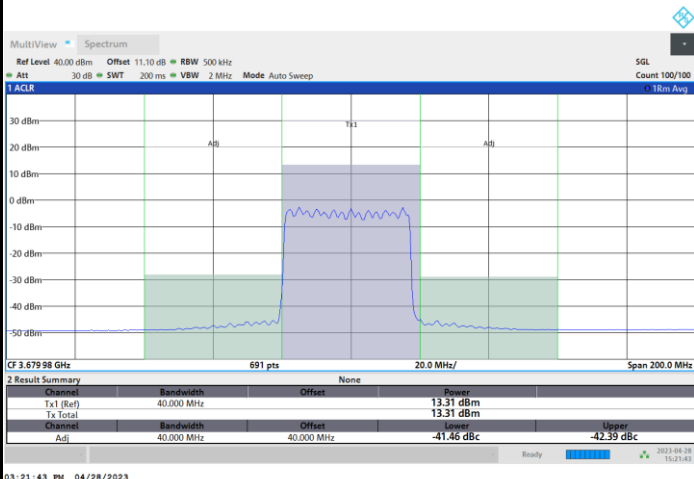 MultiView Spectrum
Ref Level 40.00 dBm Offset 11.10 dB RBW 500 kHz SGL
Att 30 dB SWT 200 ms VBW 2 MHz Mode Auto Sweep Count 100/100
1 ACLR 1Rm Avg
30 dBm
Tx1
20 dBm Adj Adj
10 dBm
0 dBm
-10 dBm
-20 dBm
-30 dBm
-40 dBm
-50 dBm
CF 3.679 98 GHz 691 pts 20.0 MHz/ Span 200.0 MHz
2 Result Summary None
Channel Bandwidth Offset Power
Tx1 (Ref) 40.000 MHz 13.31 dBm
Tx Total 13.31 dBm
Channel Bandwidth Offset Lower Upper
Adj 40.000 MHz 40.000 MHz -41.46 dBc -42.39 dBc
Ready 2023-04-28
15:21:43
03:21:43 PM 04/28/2023